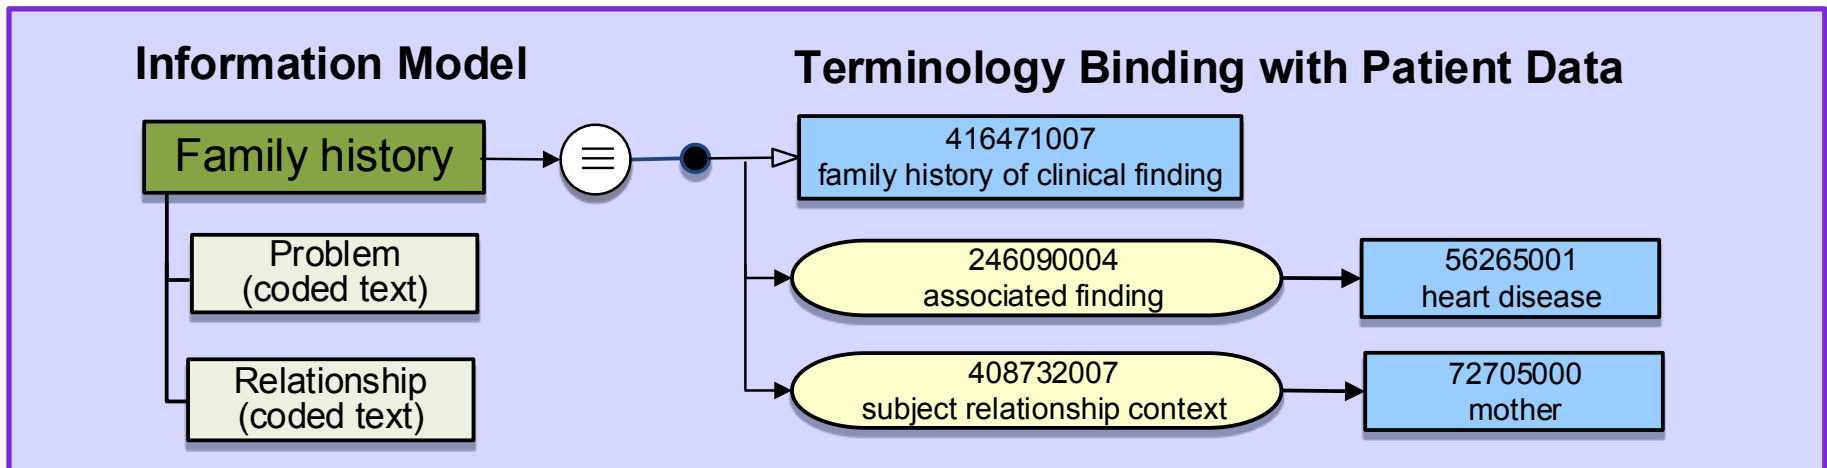 Information Model
Terminology Binding with Patient Data
Family history
416471007
family history of clinical finding
Problem
(coded text)
246090004
associated finding
56265001
heart disease
Relationship
(coded text)
408732007
subject relationship context
72705000
mother